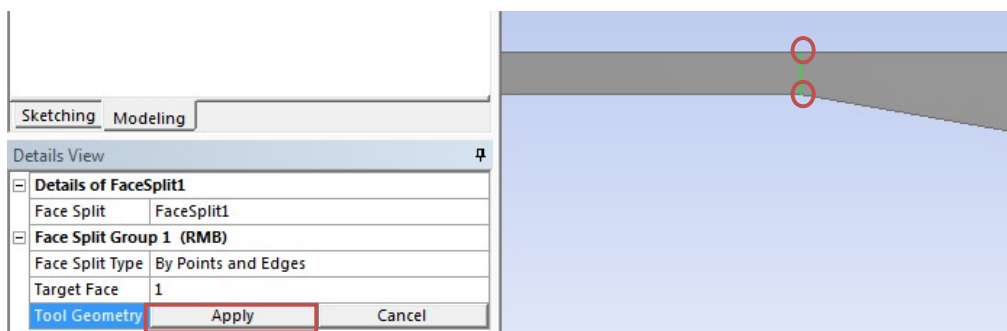 Sketching Modeling
Details View
Details of FaceSplit1
Face Split FaceSplit1
Face Split Group 1 (RMB)
Face Split Type By Points and Edges
Target Face 1
Tool Geometry Apply Cancel